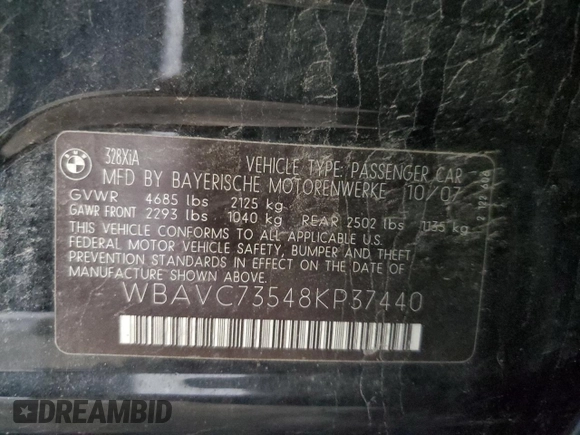 BMW
328XiA
VEHICLE TYPE: PASSENGER CAR
MFD BY BAYERISCHE MOTORENWERKE 10/07
GVWR 4685 lbs 2125 kg
GAWR FRONT 2293 lbs 1040 kg REAR 2502 lbs 1135 kg
THIS VEHICLE CONFORMS TO ALL APPLICABLE U.S.
FEDERAL MOTOR VEHICLE SAFETY, BUMPER AND THEFT
PREVENTION STANDARDS IN EFFECT ON THE DATE OF
MANUFACTURE SHOWN ABOVE.
WBAVC73548KP37440
DREAMBID